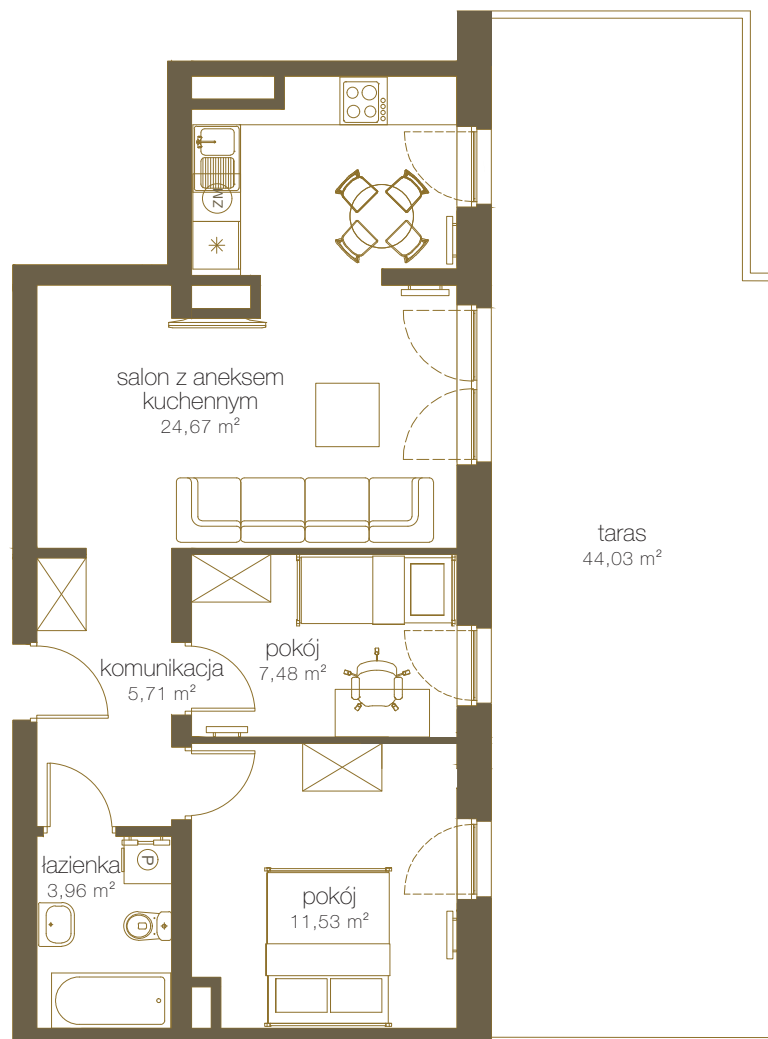 ZM
salon z aneksem
kuchennym
24,67 m²
taras
44,03 m²
pokój
7,48 m²
komunikacja
5,71 m²
łazienka
3,96 m²
P
pokój
11,53 m²